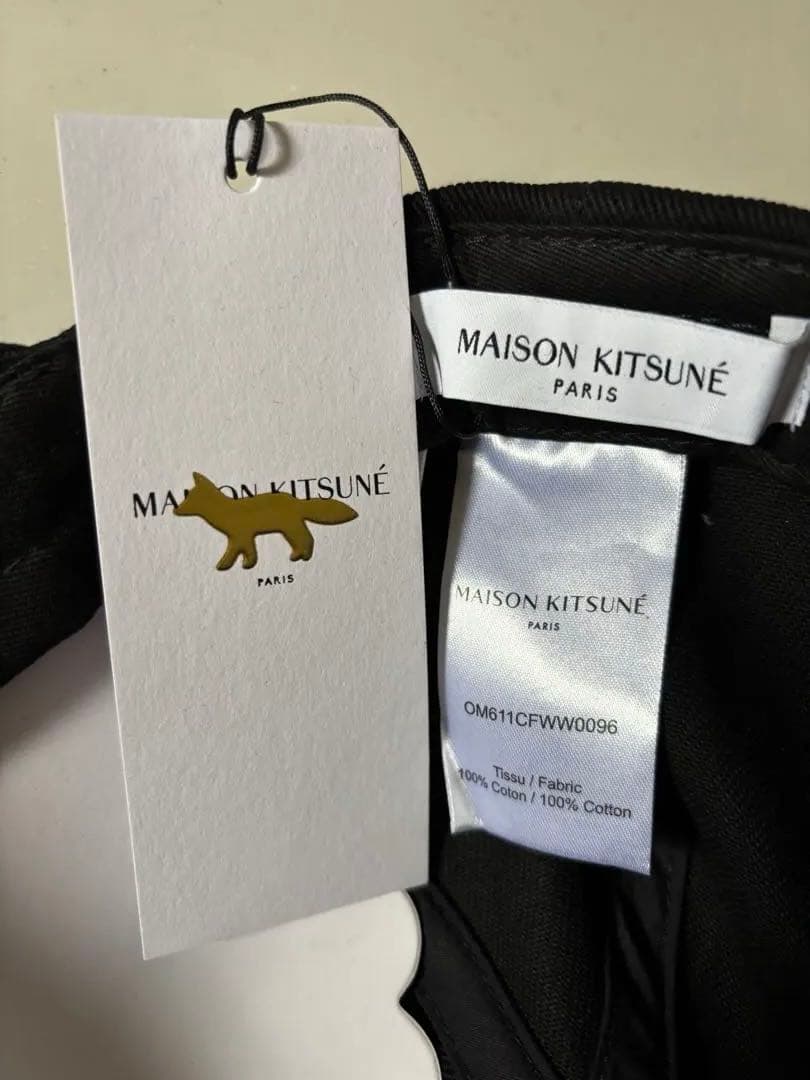 MAISON KITSUNÉ
PARIS
MAISON KITSUNÉ
PARIS
MAISON KITSUNÉ
PARIS
OM611CFWW0096
Tissu / Fabric
100% Coton / 100% Cotton